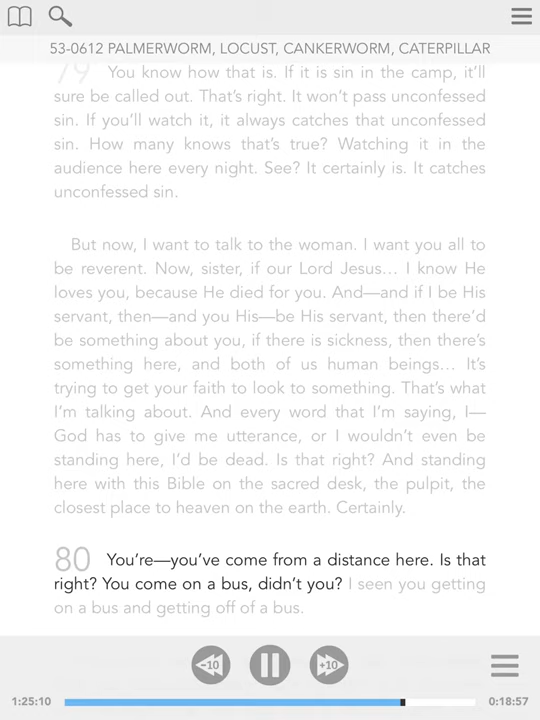 53-0612 PALMERWORM, LOCUST, CANKERWORM, CATERPILLAR
79 You know how that is. If it is sin in the camp, it’ll
sure be called out. That’s right. It won’t pass unconfessed
sin. If you’ll watch it, it always catches that unconfessed
sin. How many knows that’s true? Watching it in the
audience here every night. See? It certainly is. It catches
unconfessed sin.
But now, I want to talk to the woman. I want you all to
be reverent. Now, sister, if our Lord Jesus… I know He
loves you, because He died for you. And—and if I be His
servant, then—and you His—be His servant, then there’d
be something about you, if there is sickness, then there’s
something here, and both of us human beings… It’s
trying to get your faith to look to something. That’s what
I’m talking about. And every word that I’m saying, I—
God has to give me utterance, or I wouldn’t even be
standing here, I’d be dead. Is that right? And standing
here with this Bible on the sacred desk, the pulpit, the
closest place to heaven on the earth. Certainly.
80 You’re—you’ve come from a distance here. Is that
right? You come on a bus, didn’t you? I seen you getting
on a bus and getting off of a bus.
-10 +10
1:25:10 0:18:57